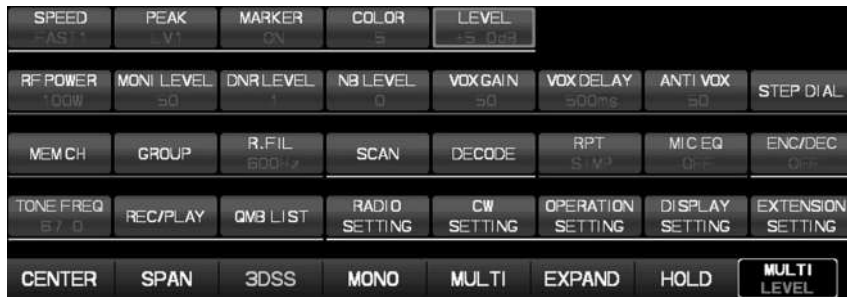 SPEED PEAK MARKER COLOR LEVEL
FAST1 LV1 ON 5 +5.0dB
RF POWER MONI LEVEL DNR LEVEL NB LEVEL VOX GAIN VOX DELAY ANTI VOX STEP DIAL
100W 50 1 0 50 500ms 50
MEM CH GROUP R.FIL SCAN DECODE RPT MIC EQ ENC/DEC
600Hz SIMP OFF OFF
TONE FREQ REC/PLAY QMB LIST RADIO SETTING CW SETTING OPERATION SETTING DISPLAY SETTING EXTENSION SETTING
67.0
CENTER SPAN 3DSS MONO MULTI EXPAND HOLD MULTI
LEVEL